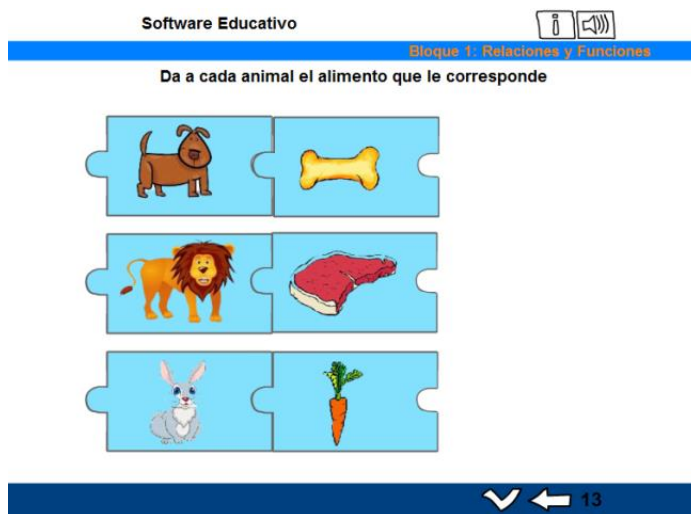 Software Educativo
i
Bloque 1: Relaciones y Funciones
Da a cada animal el alimento que le corresponde
13